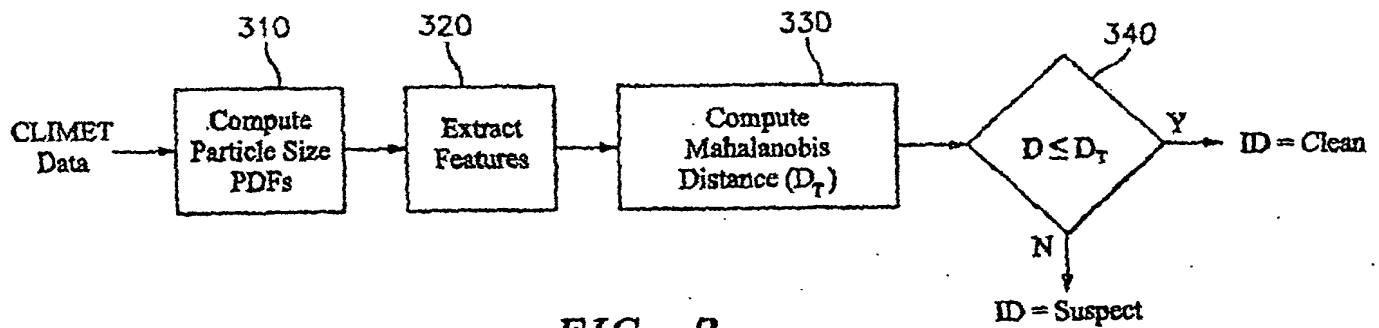 310
320
330
340
CLIMET
Data
Compute
Particle Size
PDFs
Extract
Features
Compute
Mahalanobis
Distance (D_T)
D ≤ D_T
Y
ID = Clean
N
ID = Suspect